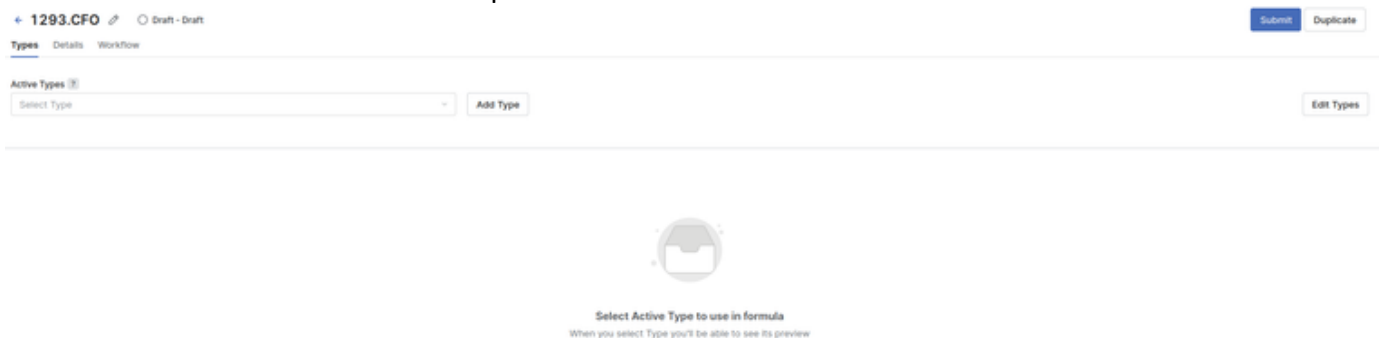 1293.CFO Draft - Draft Submit Duplicate
Types Details Workflow
Active Types ?
Select Type Add Type Edit Types
Select Active Type to use in formula
When you select Type you'll be able to see its preview